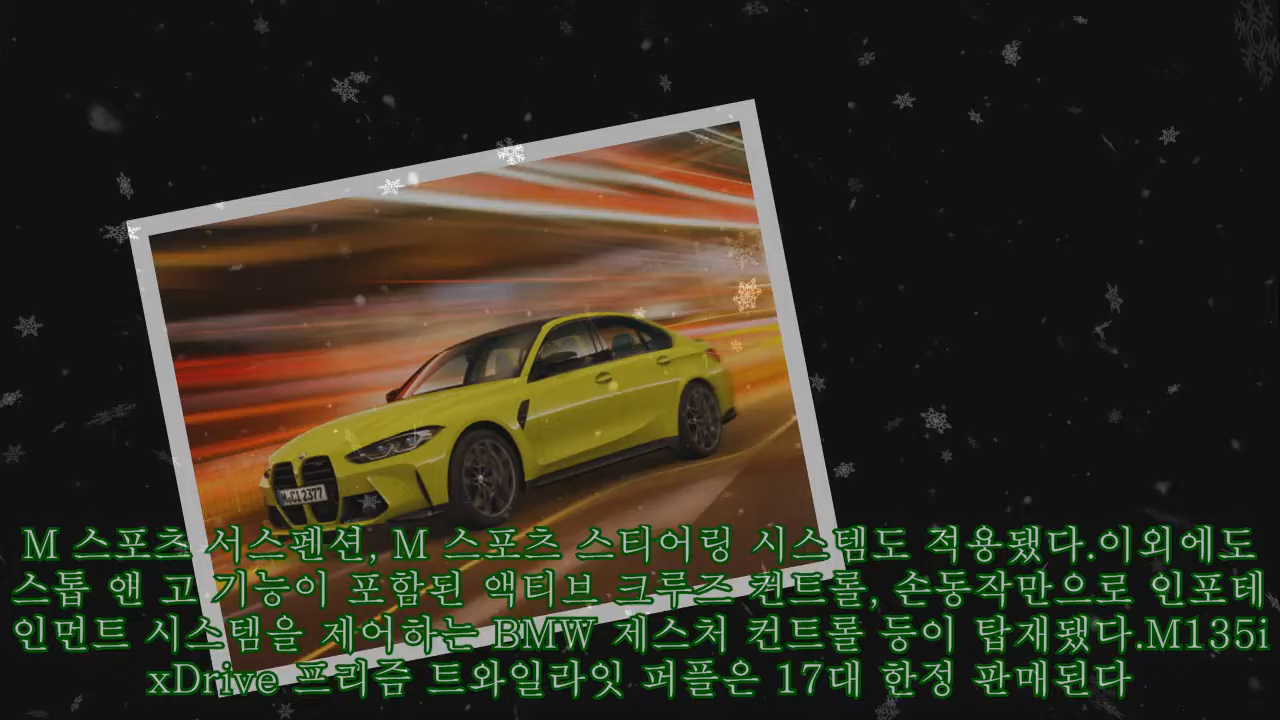 M·CI 2377
M 스포츠 서스펜션, M 스포츠 스티어링 시스템도 적용됐다.이외에도
스톱 앤 고 기능이 포함된 액티브 크루즈 컨트롤, 손동작만으로 인포테
인먼트 시스템을 제어하는 BMW 제스처 컨트롤 등이 탑재됐다.M135i
xDrive 프리즘 트와일라잇 퍼플은 17대 한정 판매된다